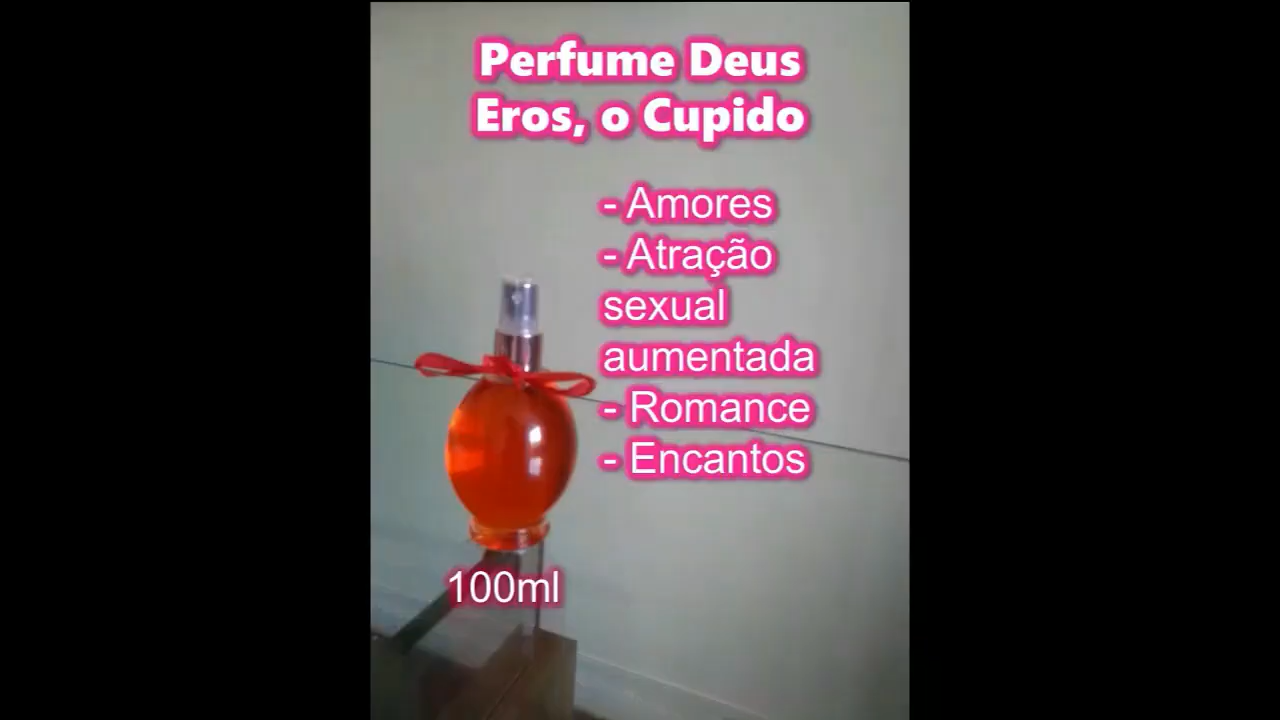 Perfume Deus
Eros, o Cupido
- Amores
- Atração
sexual
aumentada
- Romance
- Encantos
100ml